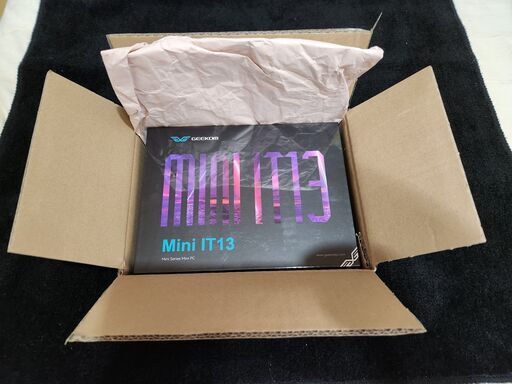 GEEKOM
MINI IT13
Mini IT13
Mini Series Mini PC